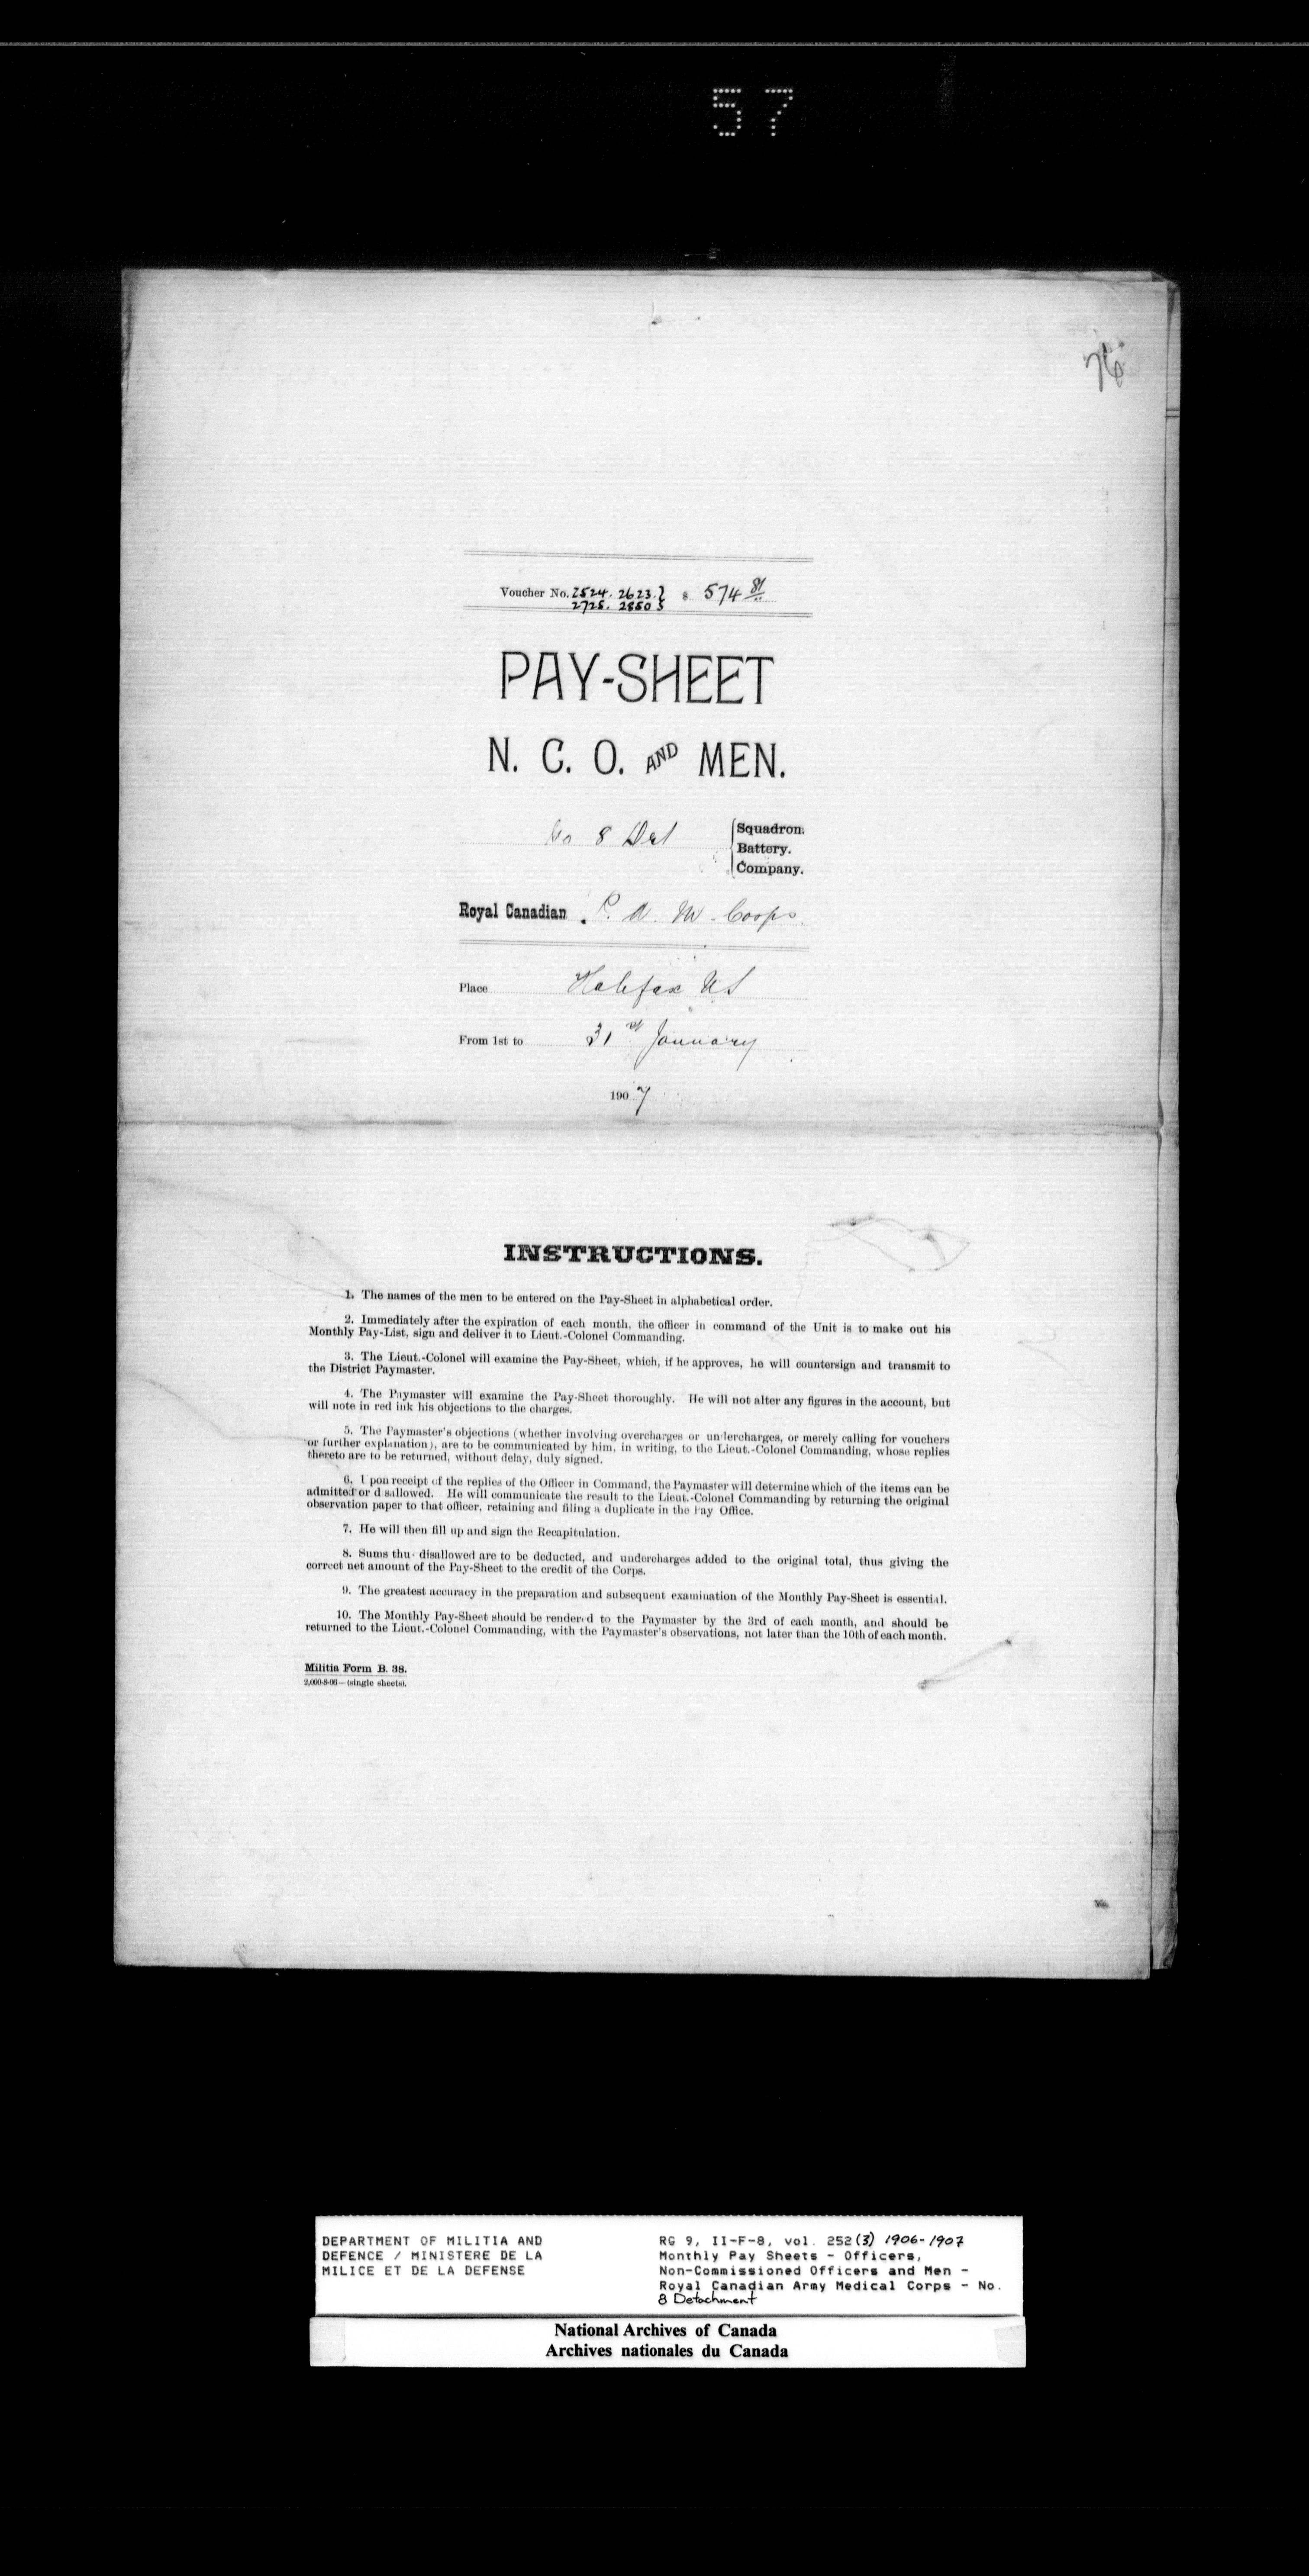 57
76
Voucher No. 2524. 2623. } $ 574 81
2725. 2850 }
PAY-SHEET
N. C. O. AND MEN.
No 8 Det
Squadron.
Battery.
Company.
Royal Canadian P. A. M. Corps.
Place Halifax N S
From 1st to 31st January
1907
INSTRUCTIONS.
1. The names of the men to be entered on the Pay-Sheet in alphabetical order.
2. Immediately after the expiration of each month, the officer in command of the Unit is to make out his
Monthly Pay-List, sign and deliver it to Lieut.-Colonel Commanding.
3. The Lieut.-Colonel will examine the Pay-Sheet, which, if he approves, he will countersign and transmit to
the District Paymaster.
4. The Paymaster will examine the Pay-Sheet thoroughly. He will not alter any figures in the account, but
will note in red ink his objections to the charges.
5. The Paymaster's objections (whether involving overcharges or undercharges, or merely calling for vouchers
or further explanation), are to be communicated by him, in writing, to the Lieut.-Colonel Commanding, whose replies
thereto are to be returned, without delay, duly signed.
6. Upon receipt of the replies of the Officer in Command, the Paymaster will determine which of the items can be
admitted or disallowed. He will communicate the result to the Lieut.-Colonel Commanding by returning the original
observation paper to that officer, retaining and filing a duplicate in the Pay Office.
7. He will then fill up and sign the Recapitulation.
8. Sums thus disallowed are to be deducted, and undercharges added to the original total, thus giving the
correct net amount of the Pay-Sheet to the credit of the Corps.
9. The greatest accuracy in the preparation and subsequent examination of the Monthly Pay-Sheet is essential.
10. The Monthly Pay-Sheet should be rendered to the Paymaster by the 3rd of each month, and should be
returned to the Lieut.-Colonel Commanding, with the Paymaster's observations, not later than the 10th of each month.
Militia Form B. 38.
2,000-8-06—(single sheets).
DEPARTMENT OF MILITIA AND
DEFENCE / MINISTERE DE LA
MILICE ET DE LA DEFENSE
RG 9, II-F-8, vol. 252(3) 1906-1907
Monthly Pay Sheets - Officers,
Non-Commissioned Officers and Men -
Royal Canadian Army Medical Corps - No.
8 Detachment
National Archives of Canada
Archives nationales du Canada